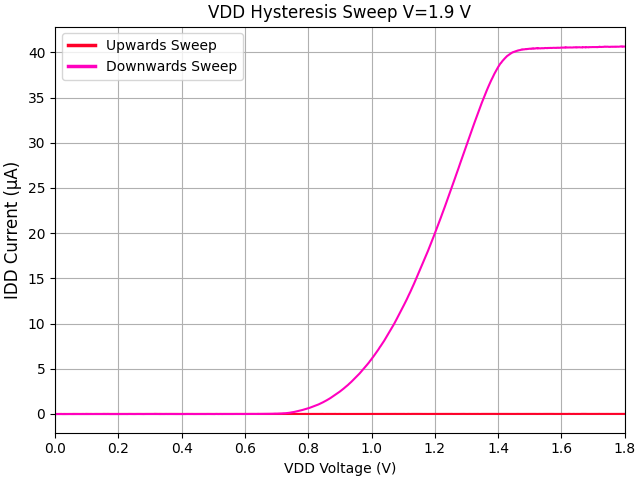 VDD Hysteresis Sweep V=1.9 V
Upwards Sweep
Downwards Sweep
IDD Current (μA)
40
35
30
25
20
15
10
5
0
0.0 0.2 0.4 0.6 0.8 1.0 1.2 1.4 1.6 1.8
VDD Voltage (V)